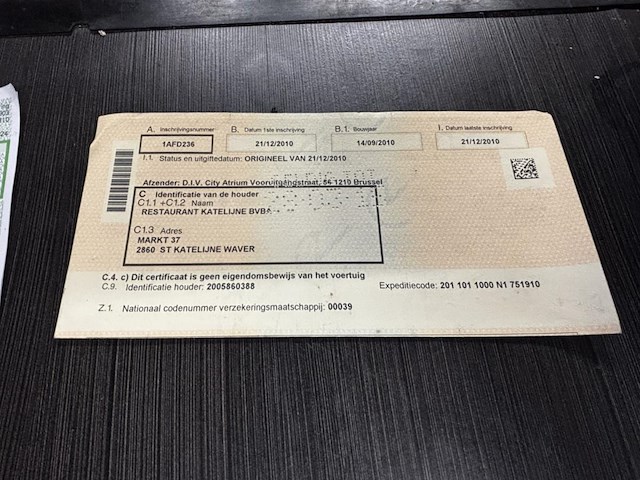 A. Inschrijvingsnummer B. Datum 1ste inschrijving B.1. Bouwjaar I. Datum laatste inschrijving
1AFD236 21/12/2010 14/09/2010 21/12/2010
I.1. Status en uitgiftedatum: ORIGINEEL VAN 21/12/2010
Afzender: D.I.V. City Atrium Vooruitgangstraat, 56 1210 Brussel
C Identificatie van de houder
C1.1 +C1.2 Naam
RESTAURANT KATELIJNE BVBA
C1.3 Adres
MARKT 37
2860 ST KATELIJNE WAVER
C.4. c) Dit certificaat is geen eigendomsbewijs van het voertuig
C.9. Identificatie houder: 2005860388 Expeditiecode: 201 101 1000 N1 751910
Z.1. Nationaal codenummer verzekeringsmaatschappij: 00039